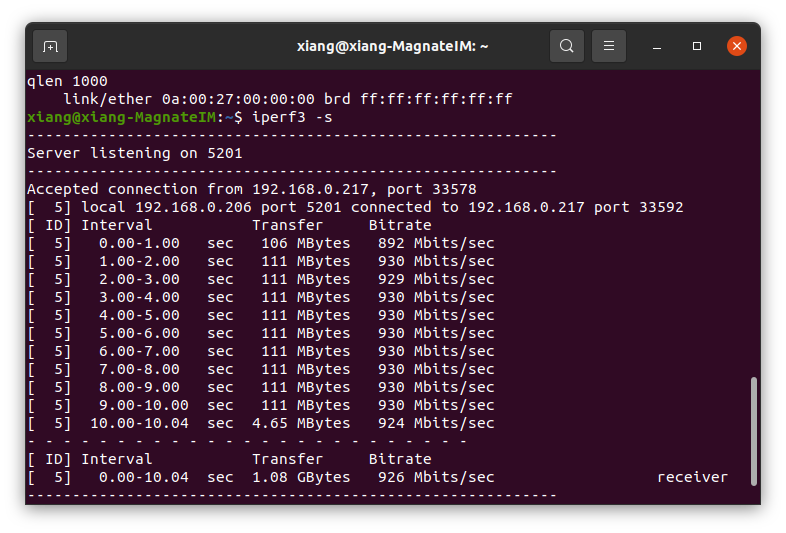 xiang@xiang-MagnateIM: ~
qlen 1000
    link/ether 0a:00:27:00:00:00 brd ff:ff:ff:ff:ff:ff
xiang@xiang-MagnateIM:~$ iperf3 -s
-----------------------------------------------------------
Server listening on 5201
-----------------------------------------------------------
Accepted connection from 192.168.0.217, port 33578
[  5] local 192.168.0.206 port 5201 connected to 192.168.0.217 port 33592
[ ID] Interval           Transfer     Bitrate
[  5]   0.00-1.00   sec   106 MBytes   892 Mbits/sec
[  5]   1.00-2.00   sec   111 MBytes   930 Mbits/sec
[  5]   2.00-3.00   sec   111 MBytes   929 Mbits/sec
[  5]   3.00-4.00   sec   111 MBytes   930 Mbits/sec
[  5]   4.00-5.00   sec   111 MBytes   930 Mbits/sec
[  5]   5.00-6.00   sec   111 MBytes   930 Mbits/sec
[  5]   6.00-7.00   sec   111 MBytes   930 Mbits/sec
[  5]   7.00-8.00   sec   111 MBytes   930 Mbits/sec
[  5]   8.00-9.00   sec   111 MBytes   930 Mbits/sec
[  5]   9.00-10.00  sec   111 MBytes   930 Mbits/sec
[  5]  10.00-10.04  sec  4.65 MBytes   924 Mbits/sec
- - - - - - - - - - - - - - - - - - - - - - - - -
[ ID] Interval           Transfer     Bitrate
[  5]   0.00-10.04  sec  1.08 GBytes   926 Mbits/sec                  receiver
-----------------------------------------------------------